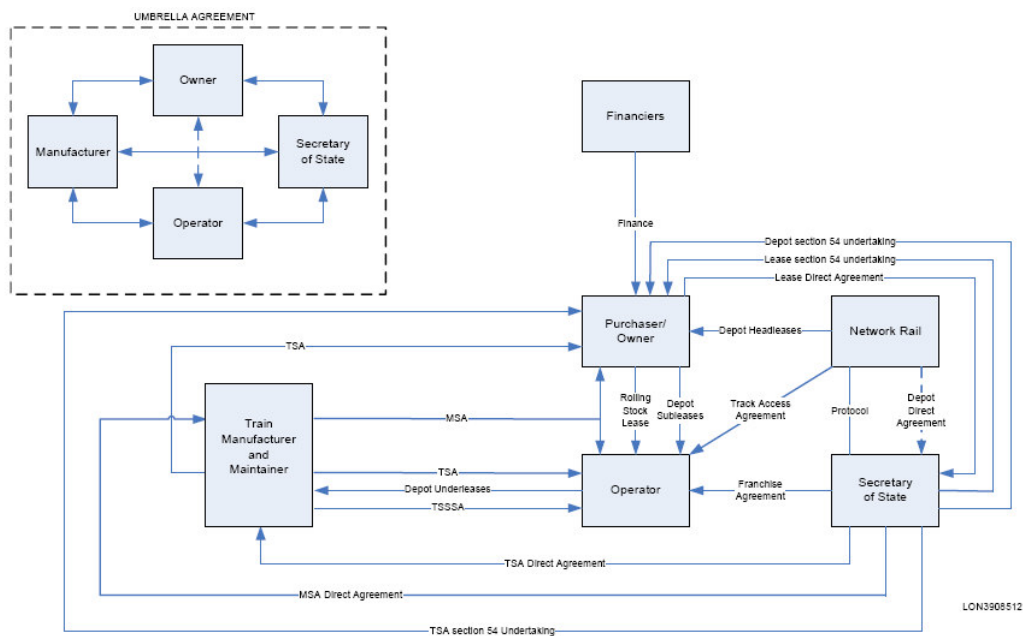 UMBRELLA AGREEMENT
Owner
Manufacturer
Secretary
of State
Operator
Financiers
Finance
Depot section 54 undertaking
Lease section 54 undertaking
Lease Direct Agreement
Purchaser/
Owner
Depot Headleases
Network Rail
TSA
Rolling
Stock
Lease
Depot
Subleases
Track Access
Agreement
Protocol
Depot
Direct
Agreement
Train
Manufacturer
and
Maintainer
MSA
TSA
Depot Underleases
TSSSA
Operator
Franchise
Agreement
Secretary
of State
TSA Direct Agreement
MSA Direct Agreement
LON3908512
TSA section 54 Undertaking